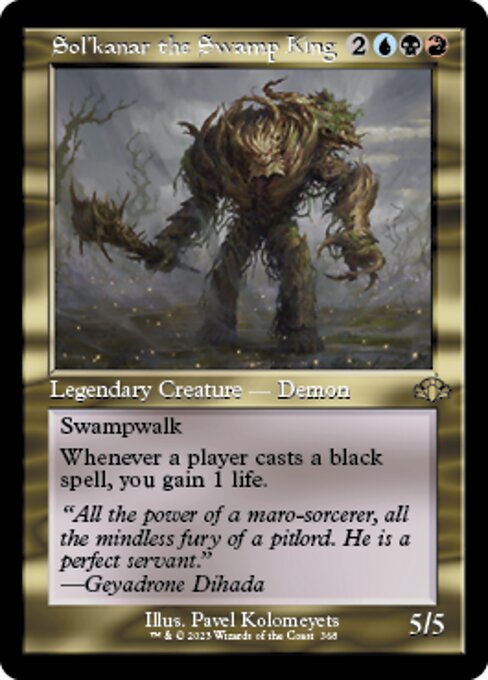 Sol'kanar the Swamp King 2
Legendary Creature — Demon
Swampwalk
Whenever a player casts a black
spell, you gain 1 life.
“All the power of a maro-sorcerer, all
the mindless fury of a pitlord. He is a
perfect servant.”
—Geyadrone Dihada
Illus. Pavel Kolomeyets
™ & © 2023 Wizards of the Coast 368
5/5